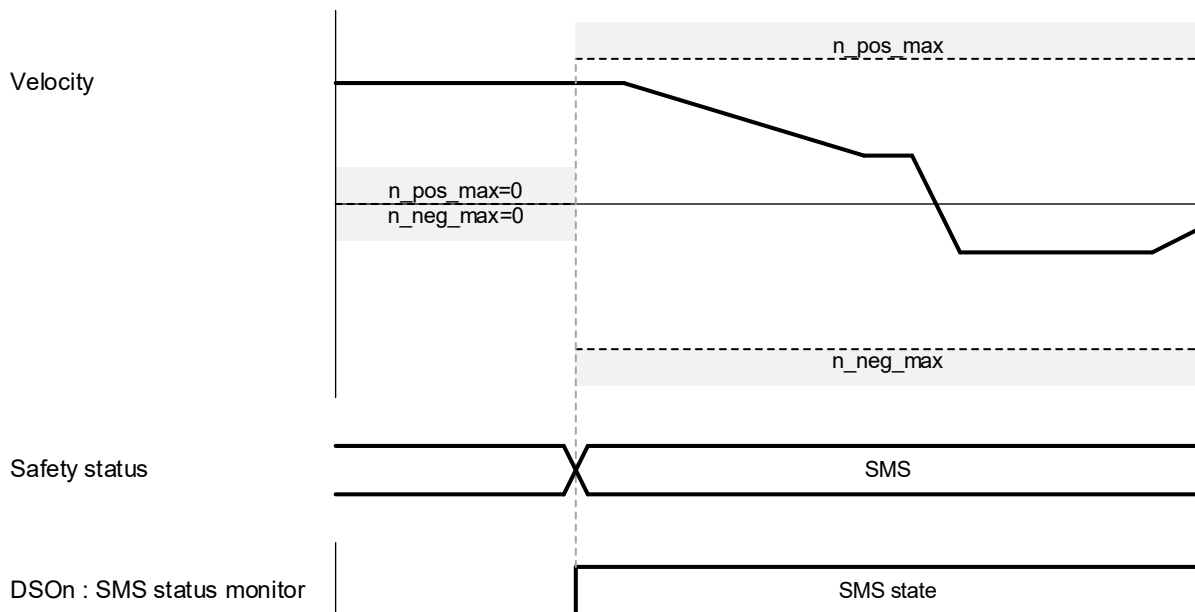 n_pos_max
Velocity
n_pos_max=0
n_neg_max=0
n_neg_max
Safety status
SMS
DSOn : SMS status monitor
SMS state